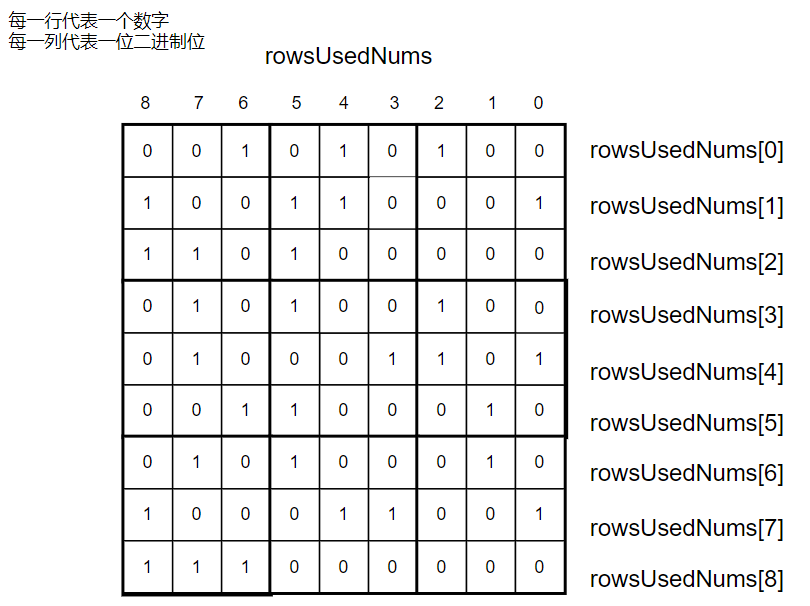 每一行代表一个数字
每一列代表一位二进制位
rowsUsedNums
8 7 6 5 4 3 2 1 0
0 0 1 0 1 0 1 0 0 rowsUsedNums[0]
1 0 0 1 1 0 0 0 1 rowsUsedNums[1]
1 1 0 1 0 0 0 0 0 rowsUsedNums[2]
0 1 0 1 0 0 1 0 0 rowsUsedNums[3]
0 1 0 0 0 1 1 0 1 rowsUsedNums[4]
0 0 1 1 0 0 0 1 0 rowsUsedNums[5]
0 1 0 1 0 0 0 1 0 rowsUsedNums[6]
1 0 0 0 1 1 0 0 1 rowsUsedNums[7]
1 1 1 0 0 0 0 0 0 rowsUsedNums[8]